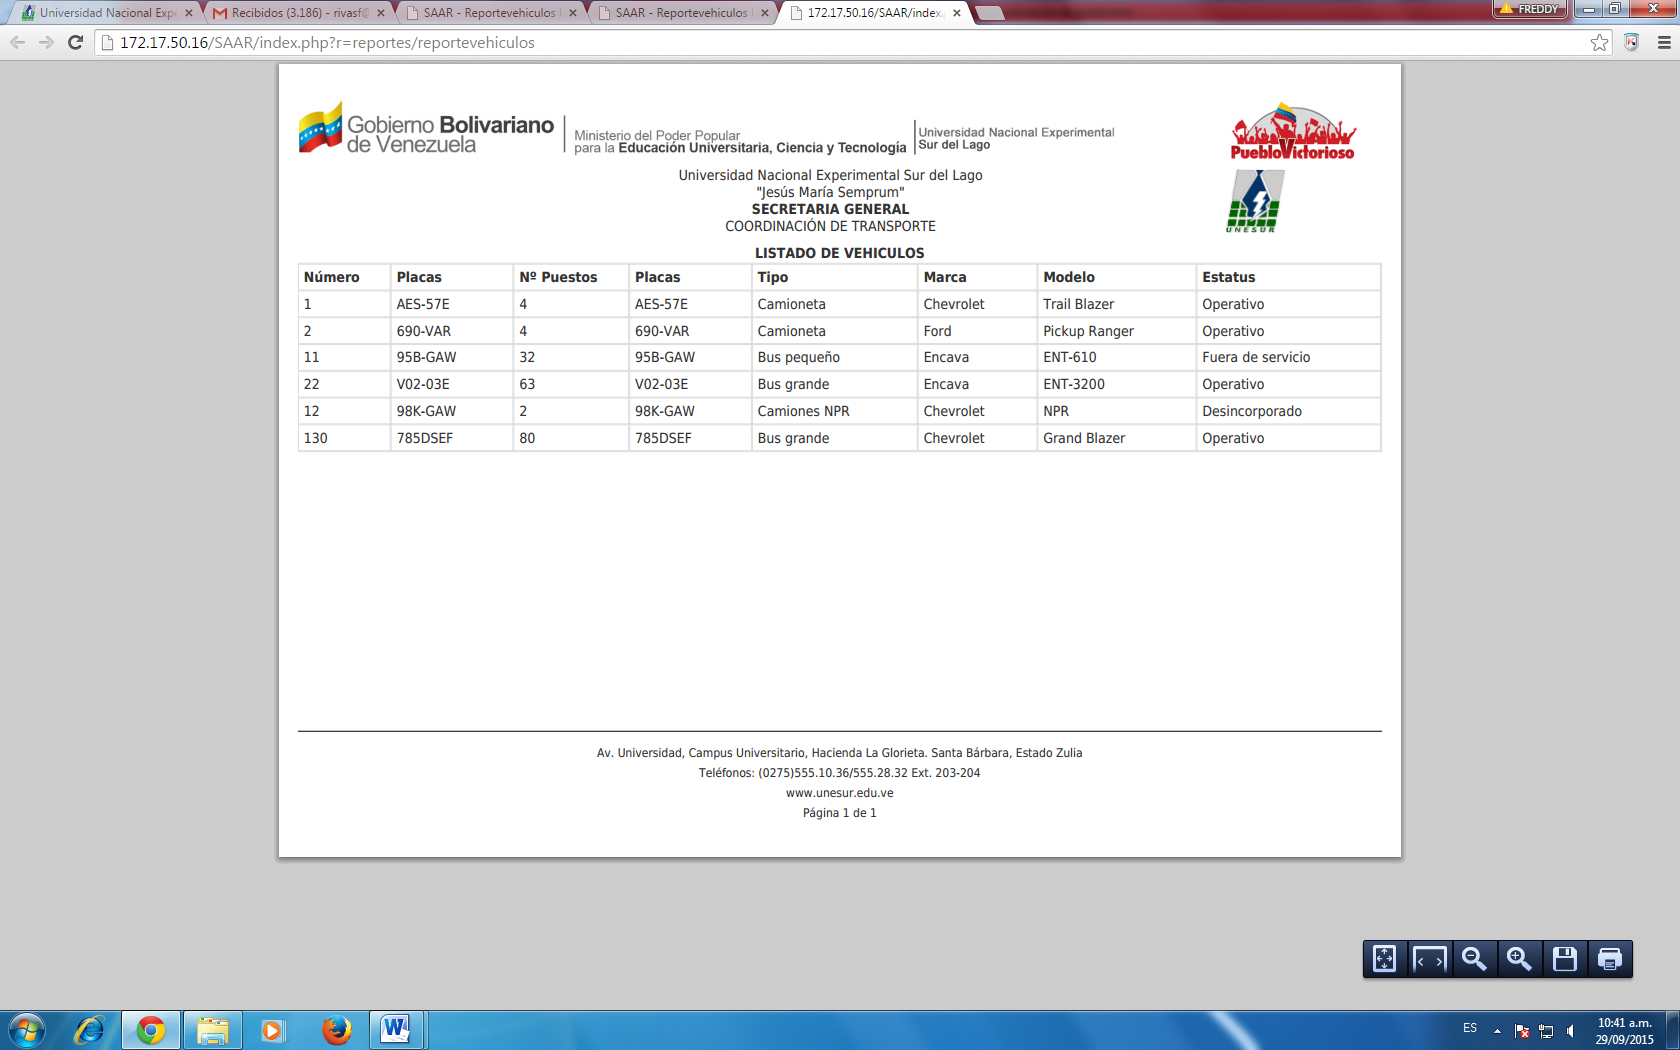 Universidad Nacional Expe
Recibidos (3.186) - rivasf@
SAAR - Reportevehiculos
SAAR - Reportevehiculos
172.17.50.16/SAAR/index.
FREDDY
172.17.50.16/SAAR/index.php?r=reportes/reportevehiculos
Gobierno Bolivariano
de Venezuela
Ministerio del Poder Popular
para la Educación Universitaria, Ciencia y Tecnología
Universidad Nacional Experimental
Sur del Lago
PuebloVictorioso
Universidad Nacional Experimental Sur del Lago
"Jesús María Semprum"
SECRETARIA GENERAL
COORDINACIÓN DE TRANSPORTE
UNESUR
LISTADO DE VEHICULOS
Número Placas Nº Puestos Placas Tipo Marca Modelo Estatus
1 AES-57E 4 AES-57E Camioneta Chevrolet Trail Blazer Operativo
2 690-VAR 4 690-VAR Camioneta Ford Pickup Ranger Operativo
11 95B-GAW 32 95B-GAW Bus pequeño Encava ENT-610 Fuera de servicio
22 V02-03E 63 V02-03E Bus grande Encava ENT-3200 Operativo
12 98K-GAW 2 98K-GAW Camiones NPR Chevrolet NPR Desincorporado
130 785DSEF 80 785DSEF Bus grande Chevrolet Grand Blazer Operativo
Av. Universidad, Campus Universitario, Hacienda La Glorieta. Santa Bárbara, Estado Zulia
Teléfonos: (0275)555.10.36/555.28.32 Ext. 203-204
www.unesur.edu.ve
Página 1 de 1
ES
10:41 a.m.
29/09/2015